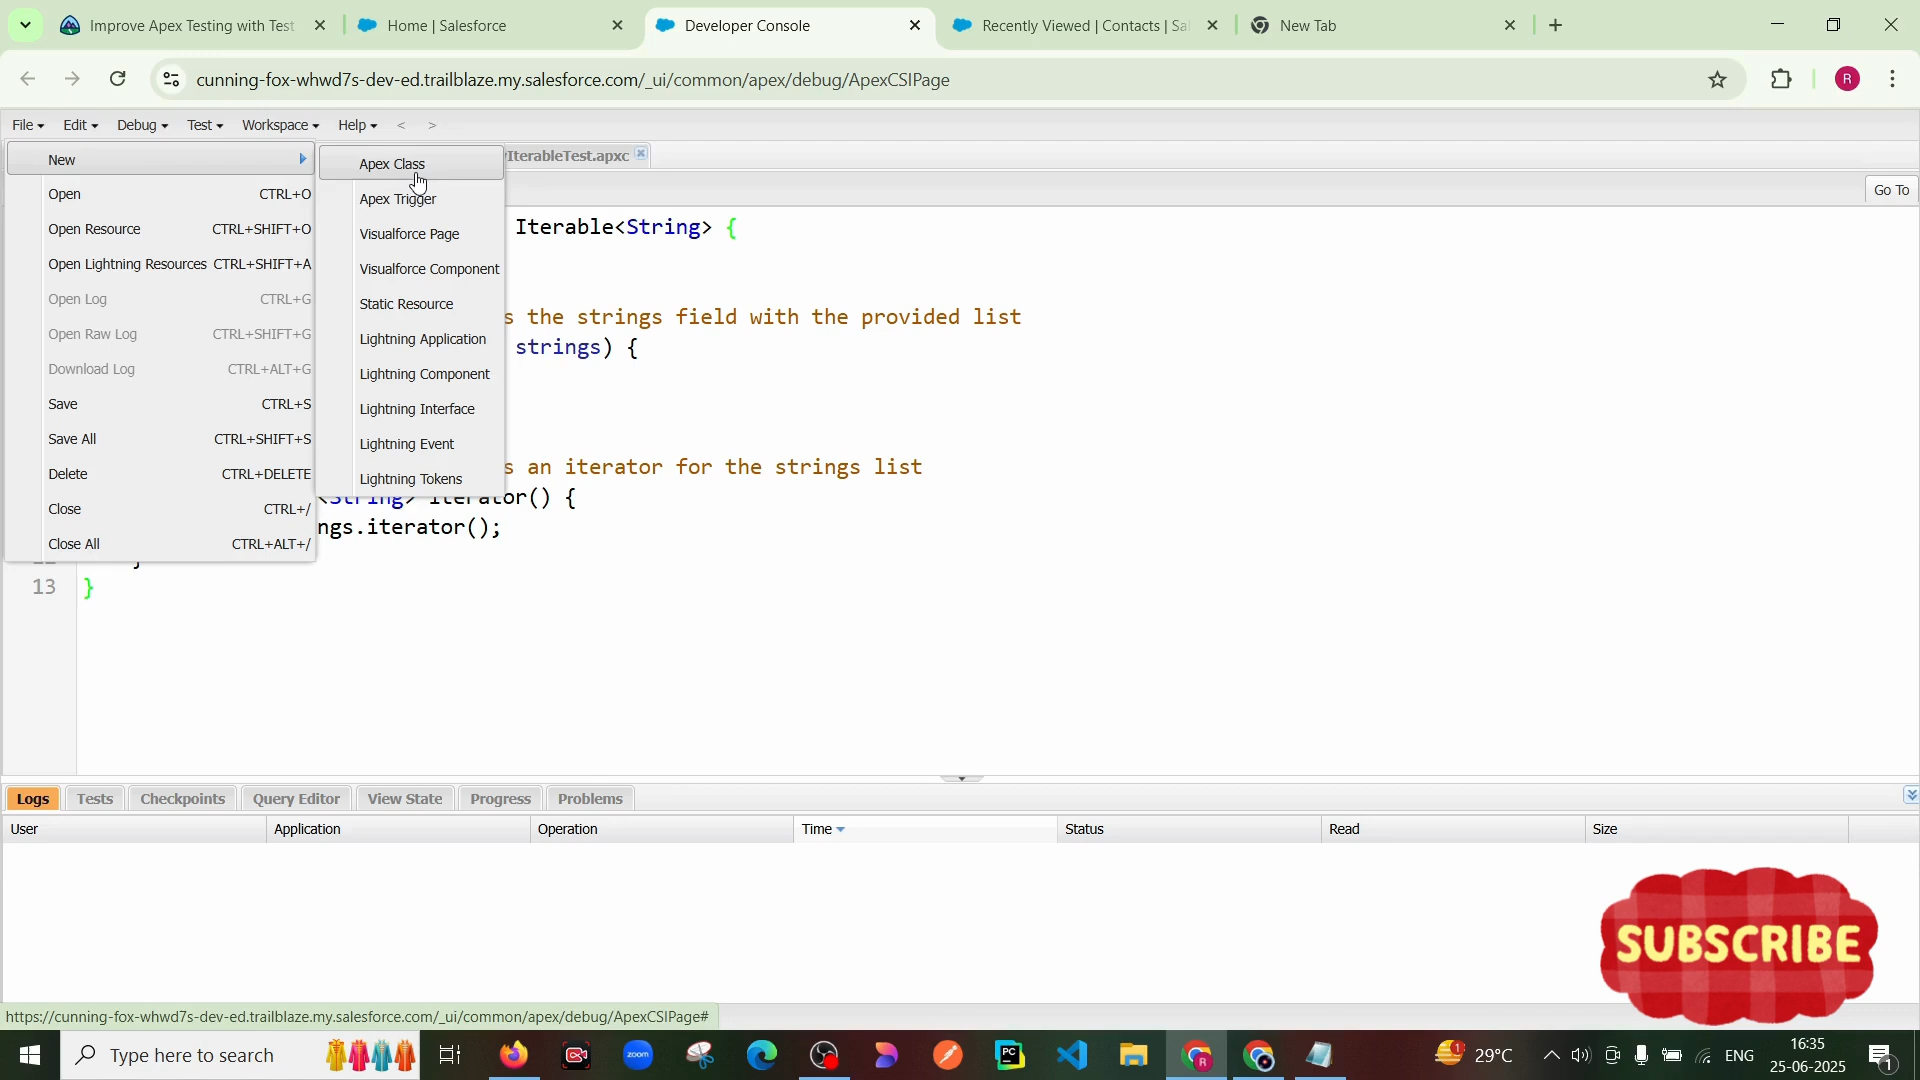 Improve Apex Testing with Test
Home | Salesforce
Developer Console
Recently Viewed | Contacts | Sa
New Tab
cunning-fox-whwd7s-dev-ed.trailblaze.my.salesforce.com/_ui/common/apex/debug/ApexCSIPage
R
File Edit Debug Test Workspace Help < >
IterableTest.apxc
Go To
New
Open CTRL+O
Open Resource CTRL+SHIFT+O
Open Lightning Resources CTRL+SHIFT+A
Open Log CTRL+G
Open Raw Log CTRL+SHIFT+G
Download Log CTRL+ALT+G
Save CTRL+S
Save All CTRL+SHIFT+S
Delete CTRL+DELETE
Close CTRL+/
Close All CTRL+ALT+/
Apex Class
Apex Trigger
Visualforce Page
Visualforce Component
Static Resource
Lightning Application
Lightning Component
Lightning Interface
Lightning Event
Lightning Tokens
Iterable<String> {
s the strings field with the provided list
strings) {
s an iterator for the strings list
<String> iterator() {
ngs.iterator();
13 }
Logs Tests Checkpoints Query Editor View State Progress Problems
User Application Operation Time Status Read Size
SUBSCRIBE
https://cunning-fox-whwd7s-dev-ed.trailblaze.my.salesforce.com/_ui/common/apex/debug/ApexCSIPage#
Type here to search
zoom
PC
R
29°C
ENG
16:35
25-06-2025
1